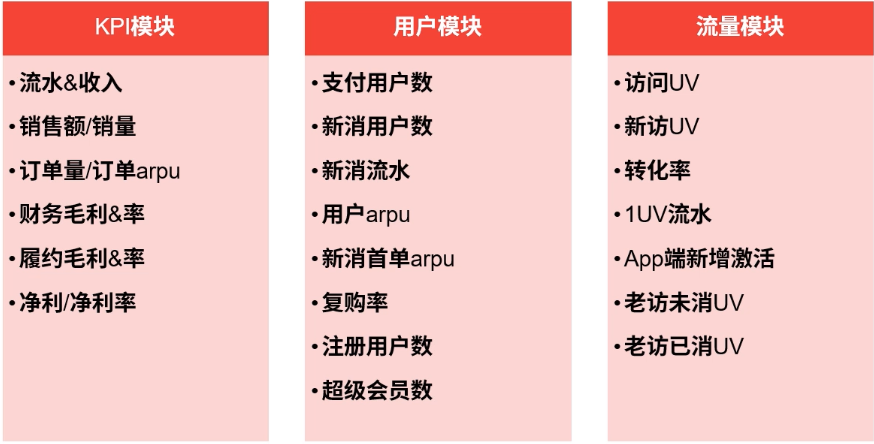 KPI模块
•流水&收入
•销售额/销量
•订单量/订单arpu
•财务毛利&率
•履约毛利&率
•净利/净利率
用户模块
•支付用户数
•新消用户数
•新消流水
•用户arpu
•新消首单arpu
•复购率
•注册用户数
•超级会员数
流量模块
•访问UV
•新访UV
•转化率
•1UV流水
•App端新增激活
•老访未消UV
•老访已消UV